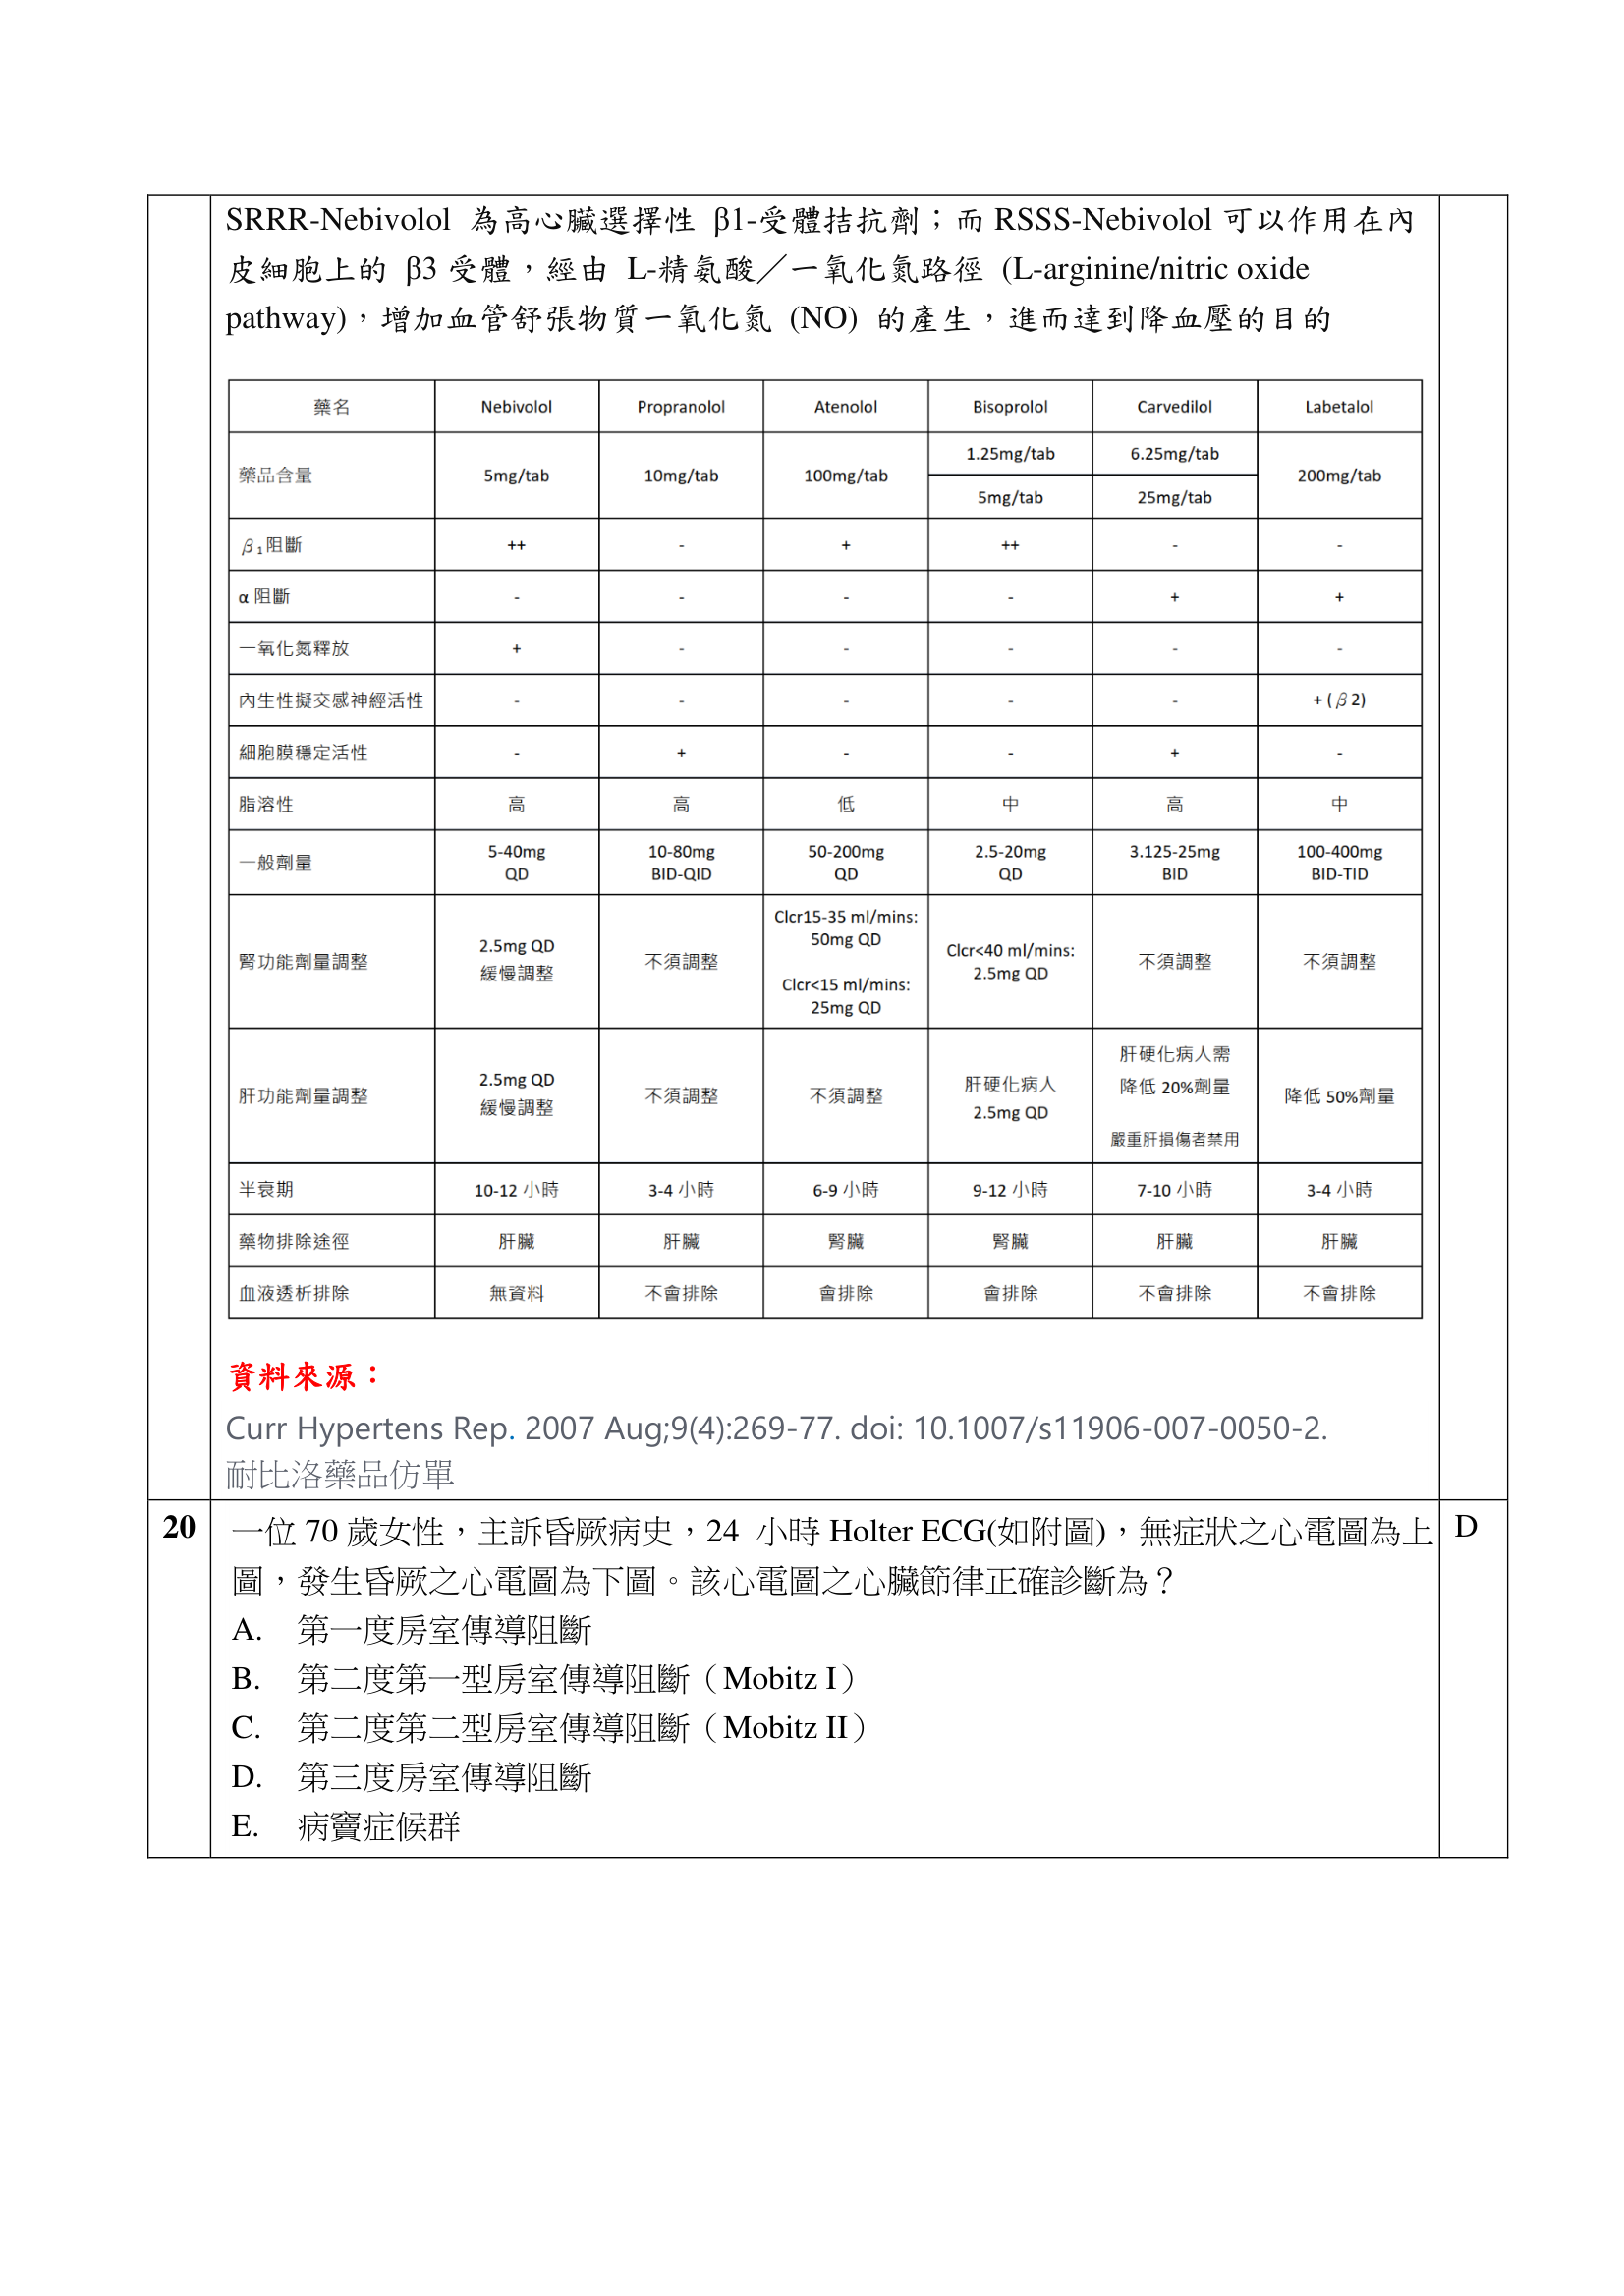 SRRR-Nebivolol 為高心臟選擇性 β1-受體拮抗劑；而 RSSS-Nebivolol 可以作用在內
皮細胞上的 β3 受體，經由 L-精氨酸／一氧化氮路徑 (L-arginine/nitric oxide
pathway)，增加血管舒張物質一氧化氮 (NO) 的產生，進而達到降血壓的目的
藥名 Nebivolol Propranolol Atenolol Bisoprolol Carvedilol Labetalol
藥品含量 5mg/tab 10mg/tab 100mg/tab 1.25mg/tab 5mg/tab 6.25mg/tab 25mg/tab 200mg/tab
β1阻斷 ++ - + ++ - -
α 阻斷 - - - - + +
一氧化氮釋放 + - - - - -
內生性擬交感神經活性 - - - - - + (β2)
細胞膜穩定活性 - + - - + -
脂溶性 高 高 低 中 高 中
一般劑量 5-40mg QD 10-80mg BID-QID 50-200mg QD 2.5-20mg QD 3.125-25mg BID 100-400mg BID-TID
腎功能劑量調整 2.5mg QD 緩慢調整 不須調整 Clcr15-35 ml/mins: 50mg QD Clcr<15 ml/mins: 25mg QD Clcr<40 ml/mins: 2.5mg QD 不須調整 不須調整
肝功能劑量調整 2.5mg QD 緩慢調整 不須調整 不須調整 肝硬化病人 2.5mg QD 肝硬化病人需 降低 20%劑量 嚴重肝損傷者禁用 降低 50%劑量
半衰期 10-12 小時 3-4 小時 6-9 小時 9-12 小時 7-10 小時 3-4 小時
藥物排除途徑 肝臟 肝臟 腎臟 腎臟 肝臟 肝臟
血液透析排除 無資料 不會排除 會排除 會排除 不會排除 不會排除
資料來源：
Curr Hypertens Rep. 2007 Aug;9(4):269-77. doi: 10.1007/s11906-007-0050-2.
耐比洛藥品仿單
20 一位 70 歲女性，主訴昏厥病史，24 小時 Holter ECG(如附圖)，無症狀之心電圖為上 D
圖，發生昏厥之心電圖為下圖。該心電圖之心臟節律正確診斷為？
A. 第一度房室傳導阻斷
B. 第二度第一型房室傳導阻斷（Mobitz I）
C. 第二度第二型房室傳導阻斷（Mobitz II）
D. 第三度房室傳導阻斷
E. 病竇症候群